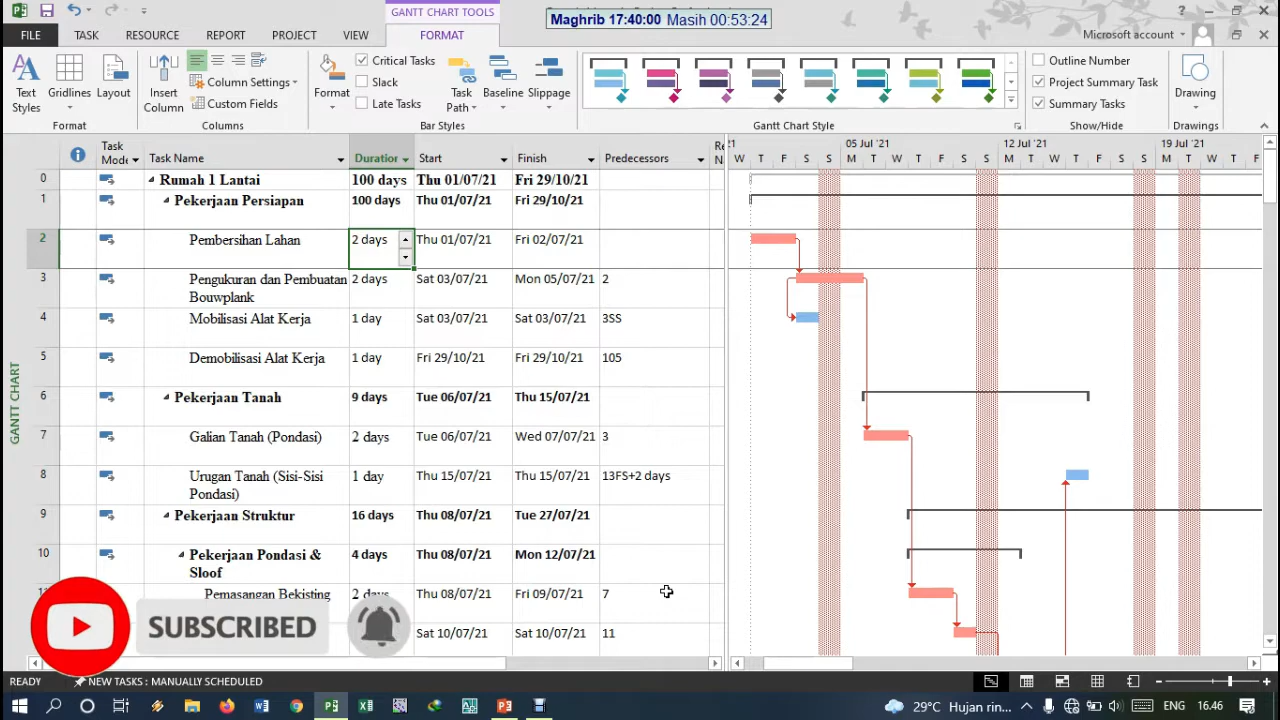 GANTT CHART TOOLS
Maghrib 17:40:00 Masih 00:53:24
FILE TASK RESOURCE REPORT PROJECT VIEW FORMAT
Microsoft account
Text Styles
Gridlines
Layout
Format
Insert Column
Column Settings
Custom Fields
Columns
Format
Critical Tasks
Slack
Late Tasks
Task Path
Baseline
Slippage
Bar Styles
Gantt Chart Style
Outline Number
Project Summary Task
Summary Tasks
Show/Hide
Drawing
Drawings
Task Mode Task Name Duration Start Finish Predecessors
21 05 Jul '21 12 Jul '21 19 Jul '21
W T F S S M T W T F S S M T W T F S S M T W T F
0 Rumah 1 Lantai 100 days Thu 01/07/21 Fri 29/10/21
1 Pekerjaan Persiapan 100 days Thu 01/07/21 Fri 29/10/21
2 Pembersihan Lahan 2 days Thu 01/07/21 Fri 02/07/21
3 Pengukuran dan Pembuatan Bouwplank 2 days Sat 03/07/21 Mon 05/07/21 2
4 Mobilisasi Alat Kerja 1 day Sat 03/07/21 Sat 03/07/21 3SS
5 Demobilisasi Alat Kerja 1 day Fri 29/10/21 Fri 29/10/21 105
6 Pekerjaan Tanah 9 days Tue 06/07/21 Thu 15/07/21
7 Galian Tanah (Pondasi) 2 days Tue 06/07/21 Wed 07/07/21 3
8 Urugan Tanah (Sisi-Sisi Pondasi) 1 day Thu 15/07/21 Thu 15/07/21 13FS+2 days
9 Pekerjaan Struktur 16 days Thu 08/07/21 Tue 27/07/21
10 Pekerjaan Pondasi & Sloof 4 days Thu 08/07/21 Mon 12/07/21
Pemasangan Bekisting 2 days Thu 08/07/21 Fri 09/07/21 7
Sat 10/07/21 Sat 10/07/21 11
GANTT CHART
SUBSCRIBED
READY NEW TASKS : MANUALLY SCHEDULED
29°C Hujan rin... ENG 16.46